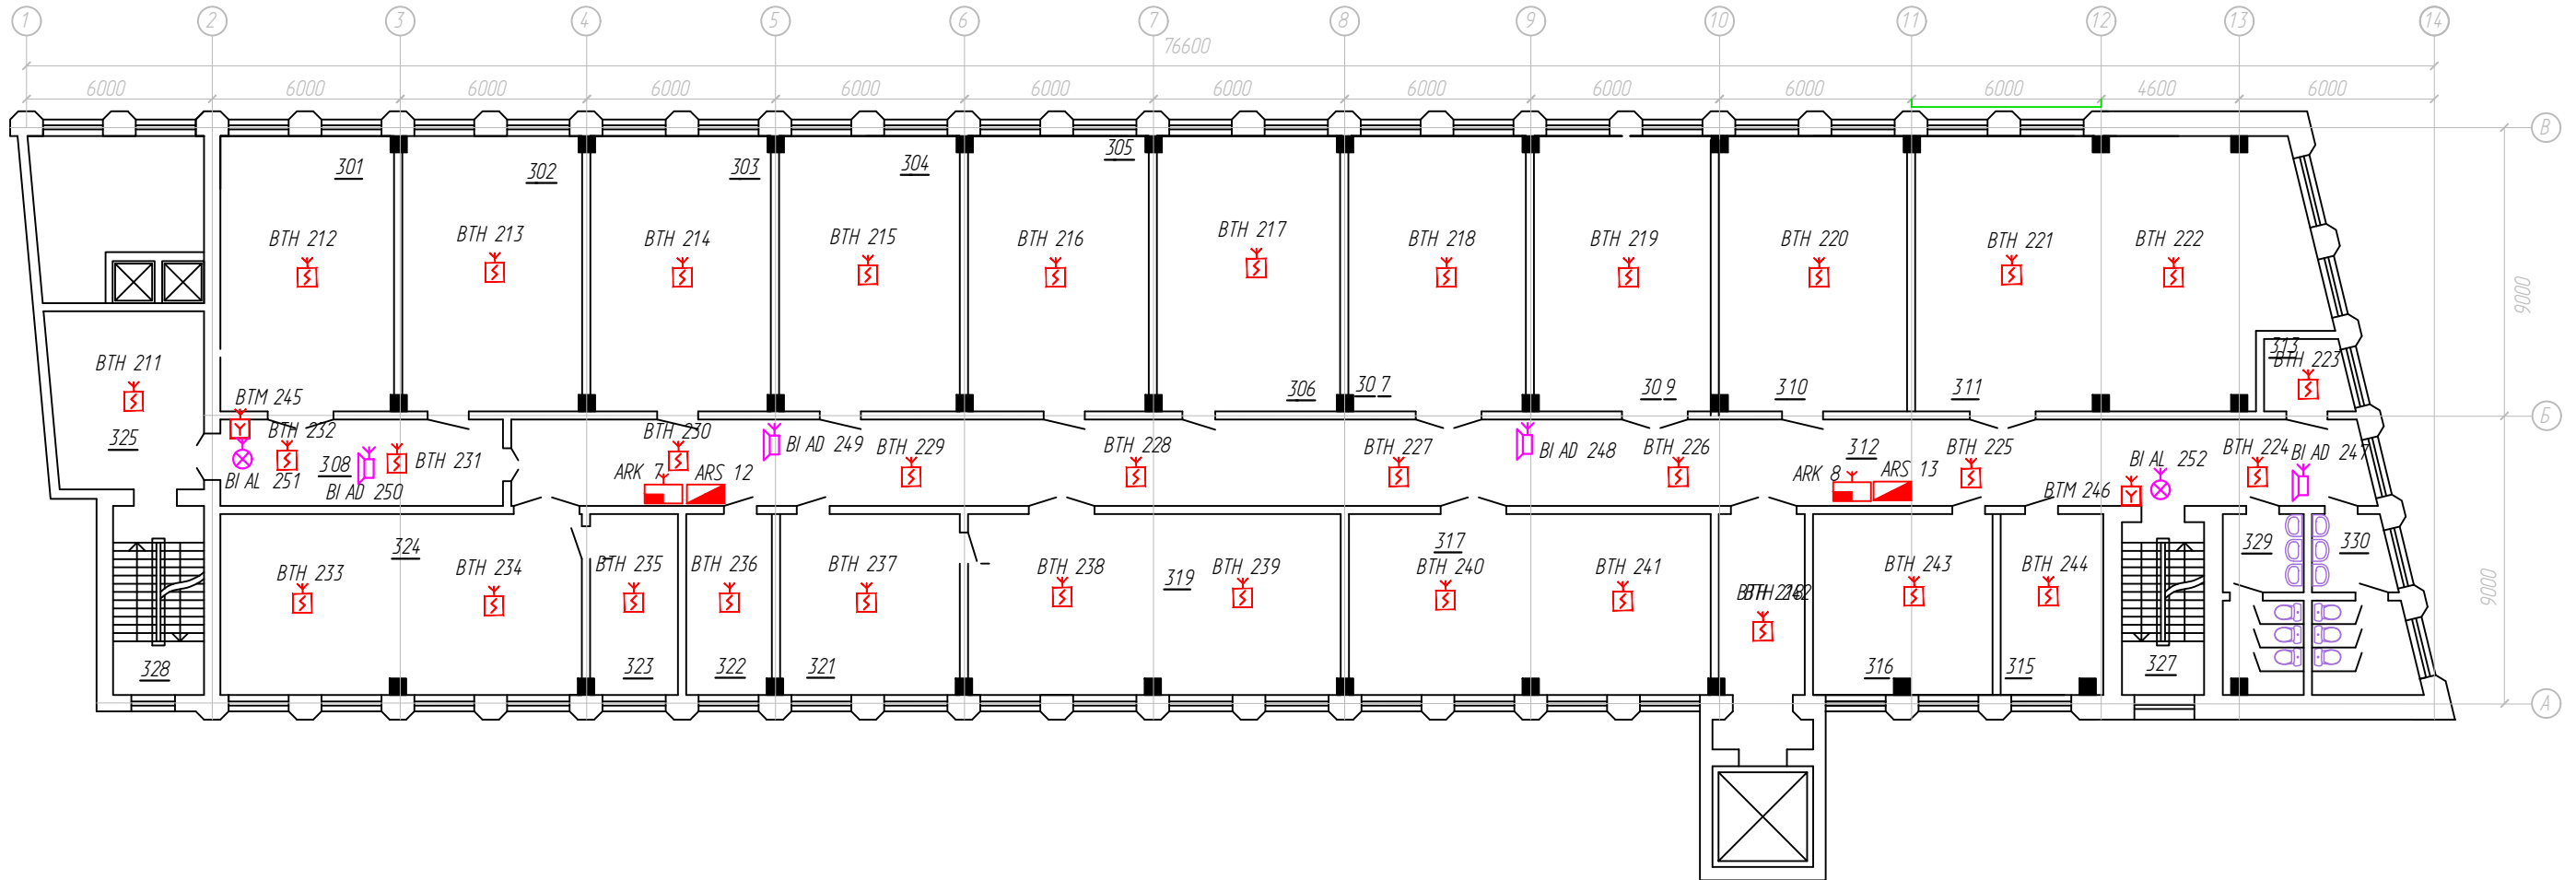 1 2 3 4 5 6 7 8 9 10 11 12 13 14
76600
6000 6000 6000 6000 6000 6000 6000 6000 6000 6000 6000 4600 6000
В
301 302 303 304 305
BTH 212 BTH 213 BTH 214 BTH 215 BTH 216 BTH 217 BTH 218 BTH 219 BTH 220 BTH 221 BTH 222
9000
BTH 211
313
BTH 223
306 307 309 310 311
BTM 245
Б
325
BTH 232
308
BTH 231
BTH 230
BI AD 249
BTH 229
BTH 228
BTH 227
BI AD 248
BTH 226
312
BTH 225
BI AL 252
BTH 224
BI AD 247
BI AL 251
BI AD 250
ARK 7
ARS 12
ARK 8
ARS 13
BTM 246
324
317
329
330
BTH 233 BTH 234 BTH 235 BTH 236 BTH 237 BTH 238
319
BTH 239 BTH 240 BTH 241
BTH 242
BTH 243 BTH 244
9000
328 323 322 321 316 315 327
А